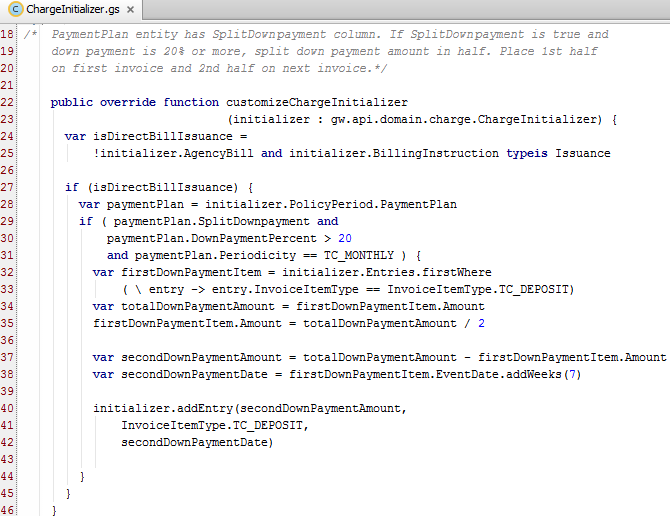 ChargeInitializer.gs
18 /* PaymentPlan entity has SplitDownpayment column. If SplitDownpayment is true and
19 down payment is 20% or more, split down payment amount in half. Place 1st half
20 on first invoice and 2nd half on next invoice.*/
21
22 public override function customizeChargeInitializer
23 (initializer : gw.api.domain.charge.ChargeInitializer) {
24 var isDirectBillIssuance =
25 !initializer.AgencyBill and initializer.BillingInstruction typeis Issuance
26
27 if (isDirectBillIssuance) {
28 var paymentPlan = initializer.PolicyPeriod.PaymentPlan
29 if ( paymentPlan.SplitDownpayment and
30 paymentPlan.DownPaymentPercent > 20
31 and paymentPlan.Periodicity == TC_MONTHLY ) {
32 var firstDownPaymentItem = initializer.Entries.firstWhere
33 ( \ entry -> entry.InvoiceItemType == InvoiceItemType.TC_DEPOSIT)
34 var totalDownPaymentAmount = firstDownPaymentItem.Amount
35 firstDownPaymentItem.Amount = totalDownPaymentAmount / 2
36
37 var secondDownPaymentAmount = totalDownPaymentAmount - firstDownPaymentItem.Amount
38 var secondDownPaymentDate = firstDownPaymentItem.EventDate.addWeeks(7)
39
40 initializer.addEntry(secondDownPaymentAmount,
41 InvoiceItemType.TC_DEPOSIT,
42 secondDownPaymentDate)
43
44 }
45 }
46 }